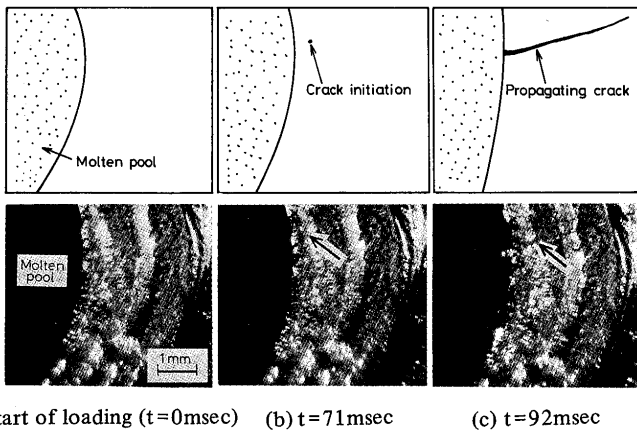 Crack initiation
Propagating crack
Molten pool
Molten
pool
1mm
tart of loading (t=0msec) (b) t=71msec (c) t=92msec